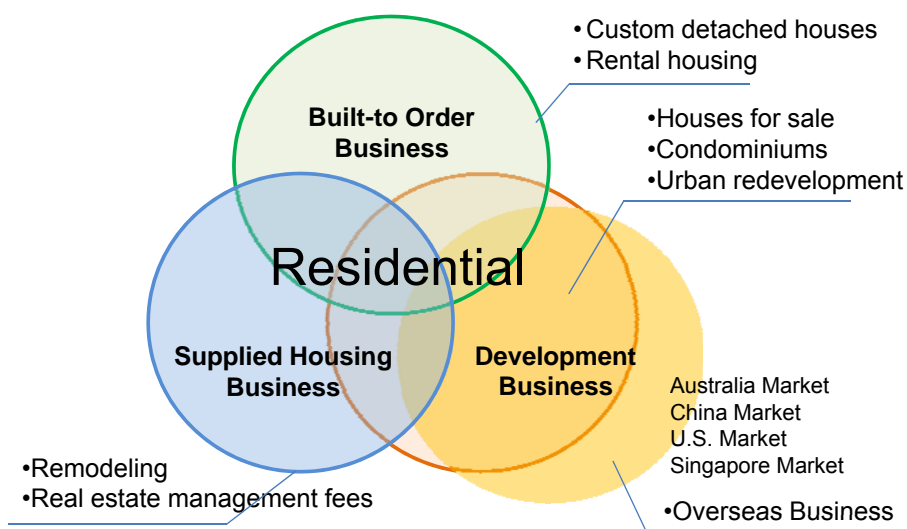 • Custom detached houses
• Rental housing
Built-to Order
Business
•Houses for sale
•Condominiums
•Urban redevelopment
Residential
Supplied Housing
Business
Development
Business
Australia Market
China Market
U.S. Market
Singapore Market
•Remodeling
•Real estate management fees
•Overseas Business